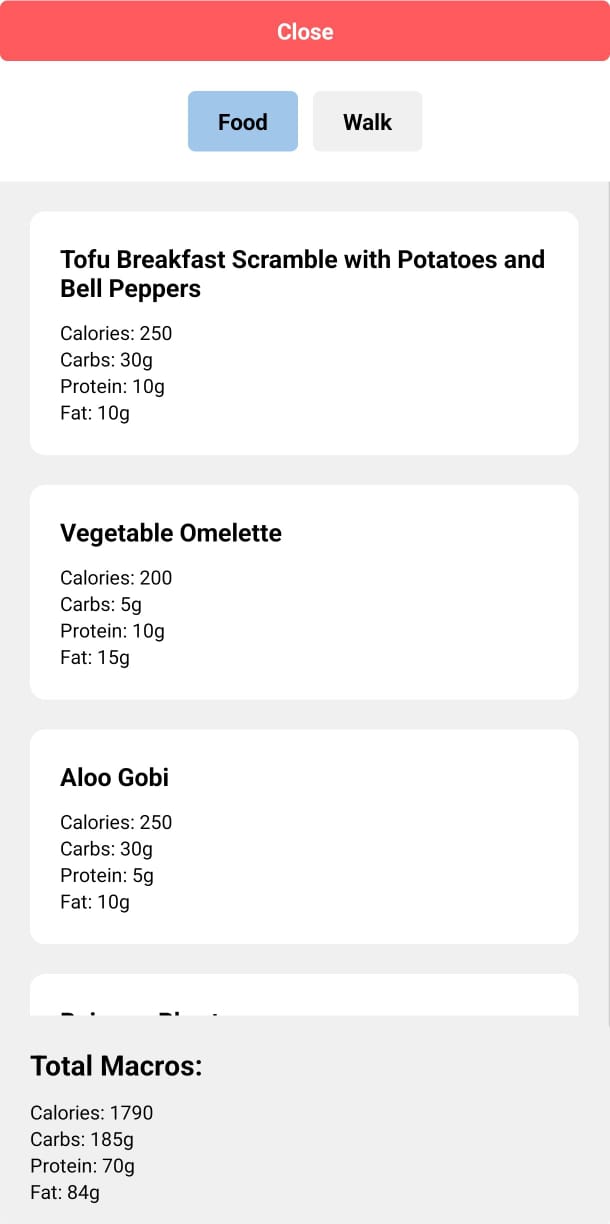 Close
Food
Walk
Tofu Breakfast Scramble with Potatoes and
Bell Peppers
Calories: 250
Carbs: 30g
Protein: 10g
Fat: 10g
Vegetable Omelette
Calories: 200
Carbs: 5g
Protein: 10g
Fat: 15g
Aloo Gobi
Calories: 250
Carbs: 30g
Protein: 5g
Fat: 10g
Total Macros:
Calories: 1790
Carbs: 185g
Protein: 70g
Fat: 84g